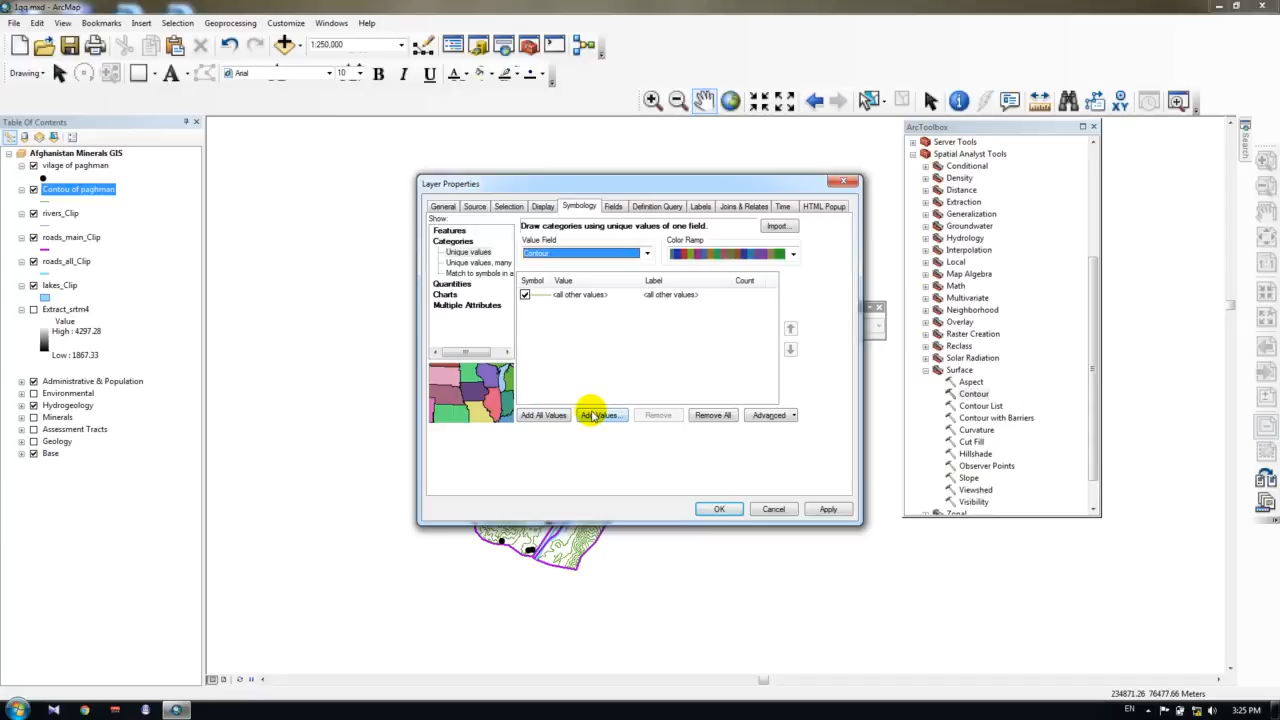 1qq.mxd - ArcMap
File Edit View Bookmarks Insert Selection Geoprocessing Customize Windows Help
1:250,000
Drawing Arial 10 B I U A
Table Of Contents
Afghanistan Minerals GIS
vilage of paghman
Contou of paghman
rivers_Clip
roads_main_Clip
roads_all_Clip
lakes_Clip
Extract_srtm4
Value
High : 4297.28
Low : 1867.33
Administrative & Population
Environmental
Hydrogeology
Minerals
Assessment Tracts
Geology
Base
Layer Properties
General Source Selection Display Symbology Fields Definition Query Labels Joins & Relates Time HTML Popup
Show:
Features
Categories
Unique values
Unique values, many
Match to symbols in a
Quantities
Charts
Multiple Attributes
Draw categories using unique values of one field.
Import...
Value Field
Color Ramp
Contour
Symbol Value Label Count
<all other values> <all other values>
Add All Values Add Values... Remove Remove All Advanced
OK Cancel Apply
ArcToolbox
Server Tools
Spatial Analyst Tools
Conditional
Density
Distance
Extraction
Generalization
Groundwater
Hydrology
Interpolation
Local
Map Algebra
Math
Multivariate
Neighborhood
Overlay
Raster Creation
Reclass
Solar Radiation
Surface
Aspect
Contour
Contour List
Contour with Barriers
Curvature
Cut Fill
Hillshade
Observer Points
Slope
Viewshed
Visibility
Zonal
Search
234871.26 76477.66 Meters
EN 3:25 PM